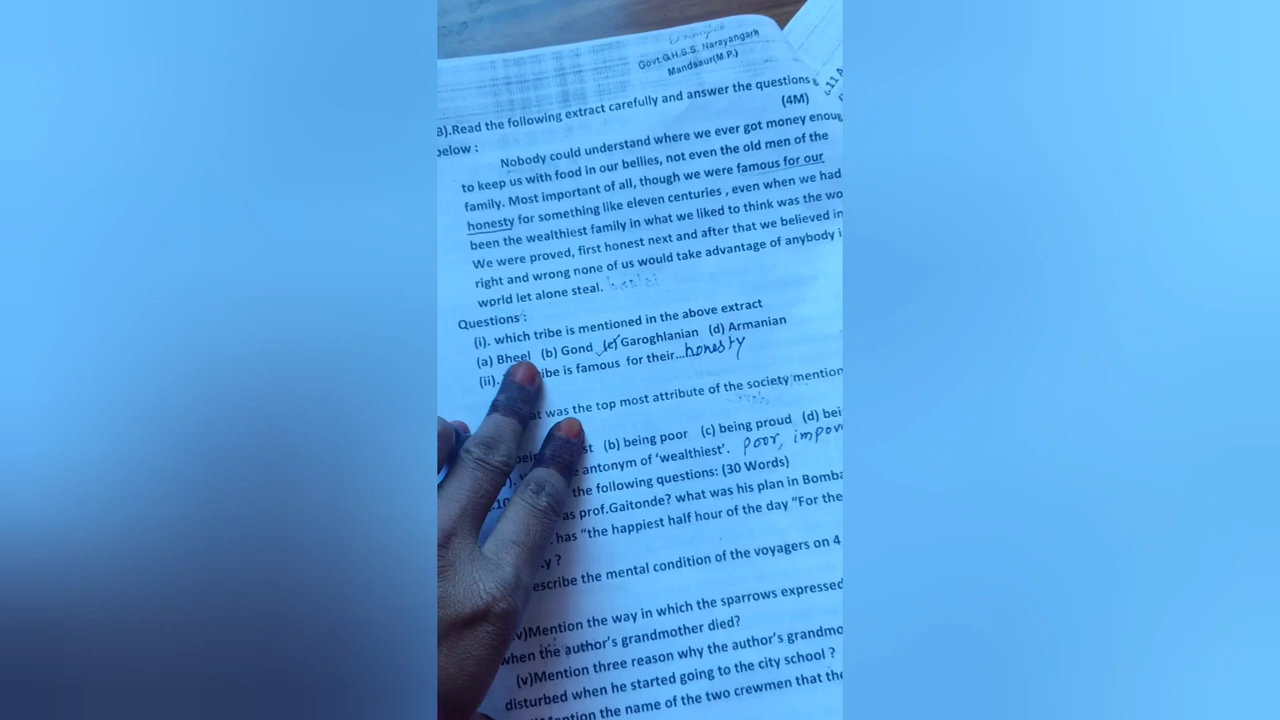 Govt.G.H.S.S. Narayangarh
Mandsaur(M.P.)
B).Read the following extract carefully and answer the questions
below :
(4M)
Nobody could understand where we ever got money enoug
to keep us with food in our bellies, not even the old men of the
family. Most important of all, though we were famous for our
honesty for something like eleven centuries , even when we had
been the wealthiest family in what we liked to think was the wo
We were proved, first honest next and after that we believed in
right and wrong none of us would take advantage of anybody i
world let alone steal.
Questions :
(i). which tribe is mentioned in the above extract
(a) Bheel (b) Gond (c) Garoghlanian (d) Armanian
(ii). ibe is famous for their...honesty
at was the top most attribute of the society mention
bein st (b) being poor (c) being proud (d) bei
antonym of 'wealthiest'. poor, impov
the following questions: (30 Words)
as prof.Gaitonde? what was his plan in Bomba
. has "the happiest half hour of the day "For the
.y ?
escribe the mental condition of the voyagers on 4
v)Mention the way in which the sparrows expressed
when the author's grandmother died?
(v)Mention three reason why the author's grandmo
disturbed when he started going to the city school ?
Mention the name of the two crewmen that the